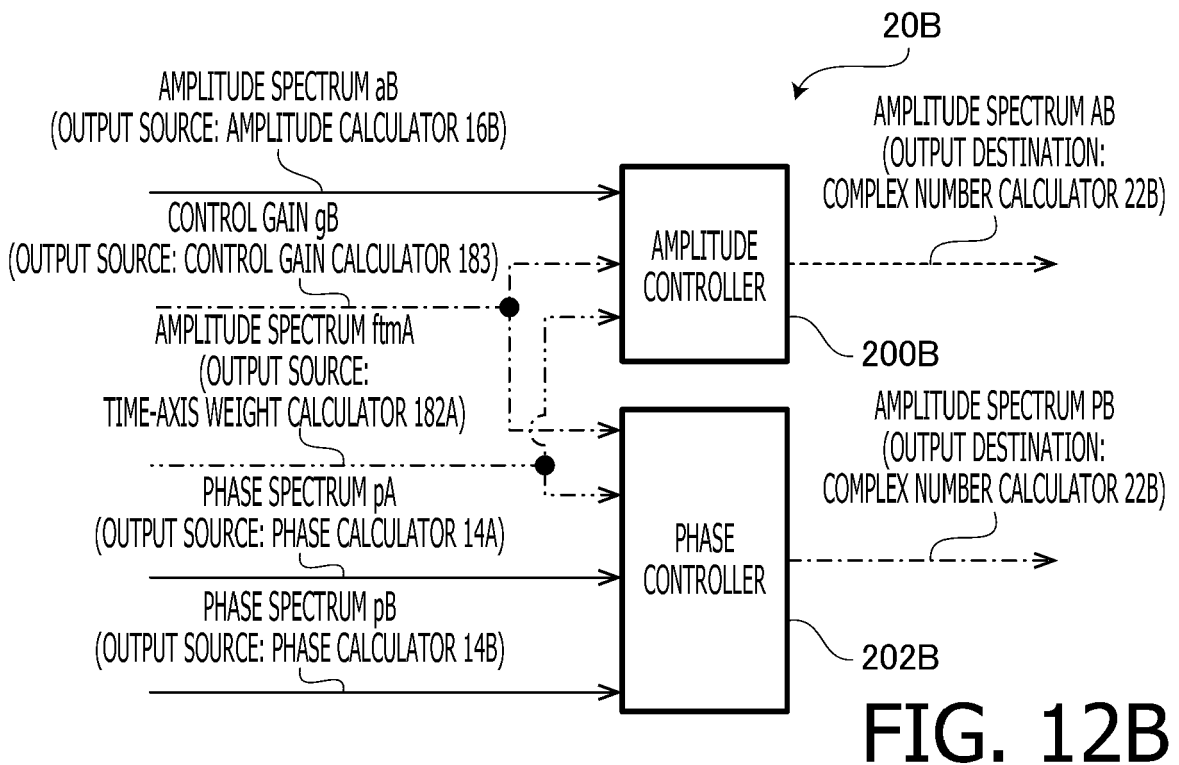 20B
AMPLITUDE SPECTRUM aB
(OUTPUT SOURCE: AMPLITUDE CALCULATOR 16B)
CONTROL GAIN gB
(OUTPUT SOURCE: CONTROL GAIN CALCULATOR 183)
AMPLITUDE SPECTRUM ftmA
(OUTPUT SOURCE:
TIME-AXIS WEIGHT CALCULATOR 182A)
PHASE SPECTRUM pA
(OUTPUT SOURCE: PHASE CALCULATOR 14A)
PHASE SPECTRUM pB
(OUTPUT SOURCE: PHASE CALCULATOR 14B)
AMPLITUDE
CONTROLLER
200B
PHASE
CONTROLLER
202B
AMPLITUDE SPECTRUM AB
(OUTPUT DESTINATION:
COMPLEX NUMBER CALCULATOR 22B)
AMPLITUDE SPECTRUM PB
(OUTPUT DESTINATION:
COMPLEX NUMBER CALCULATOR 22B)
FIG. 12B